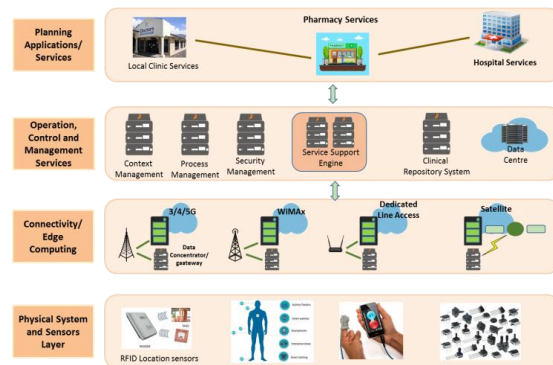 Planning
Applications/
Services
Local Clinic Services
Pharmacy Services
Hospital Services
Operation,
Control and
Management
Services
Context
Management
Process
Management
Security
Management
Service Support
Engine
Clinical
Repository System
Data
Centre
Connectivity/
Edge
Computing
3/4/5G
Data
Concentrator/
gaateway
WiMAx
Dedicated
Line Access
Satellite
Physical System
and Sensors
Layer
RFID Location sensors